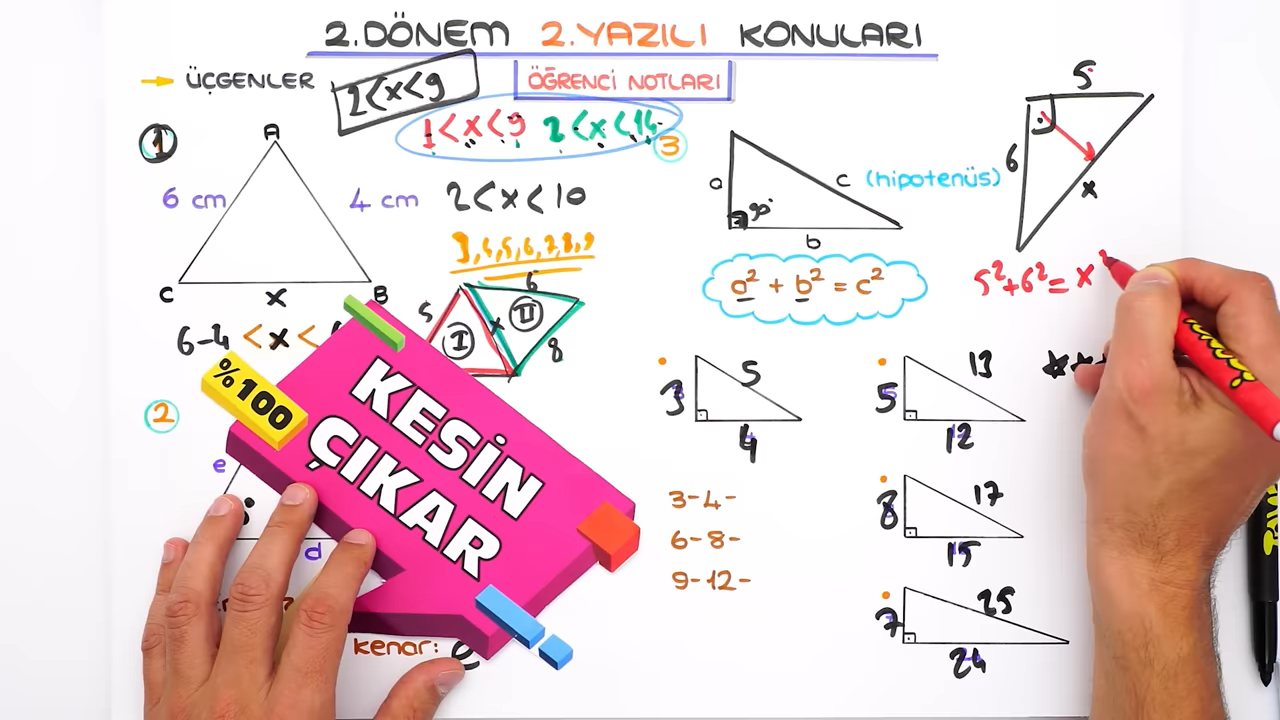 2.DÖNEM 2.YAZILI KONULARI
→ ÜÇGENLER
2<x<9
ÖĞRENCİ NOTLARI
1<x<9 2<x<14
1
A
6 cm
4 cm
C
x
B
2<x<10
3,4,5,6,7,8,9
6-4 < x <
5
6
x
8
I
II
%100
KESİN
ÇIKAR
2
e
d
kenar: e
3
a
c (hipotenüs)
90°
b
a² + b² = c²
5
6
x
5²+6²= x²
3
5
4
5
13
12
8
17
15
7
25
24
3-4-
6-8-
9-12-